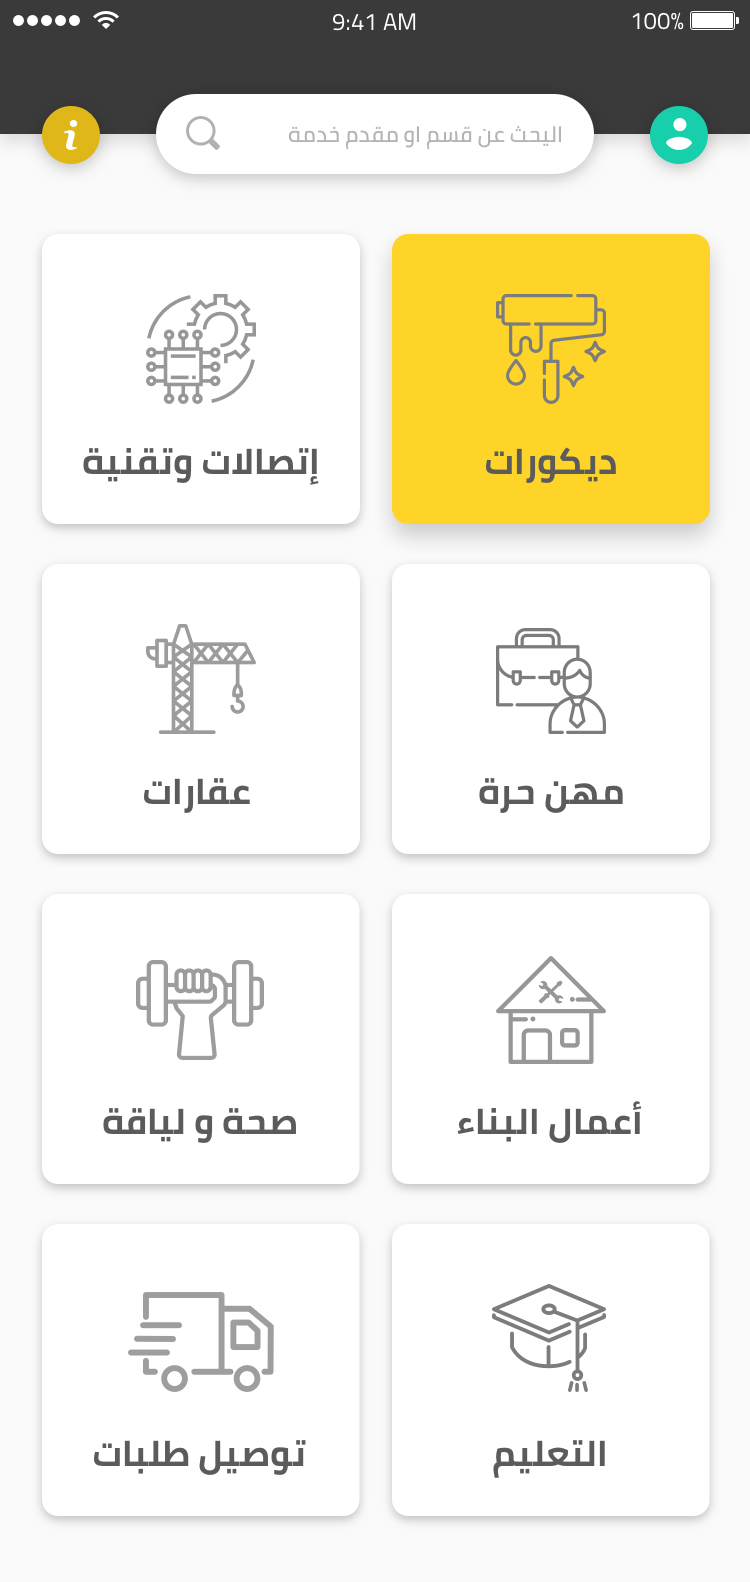 9:41 AM
100%
اليحث عن قسم او مقدم خدمة
ديكورات
إتصالات وتقنية
مهن حرة
عقارات
أعمال البناء
صحة و لياقة
التعليم
توصيل طلبات